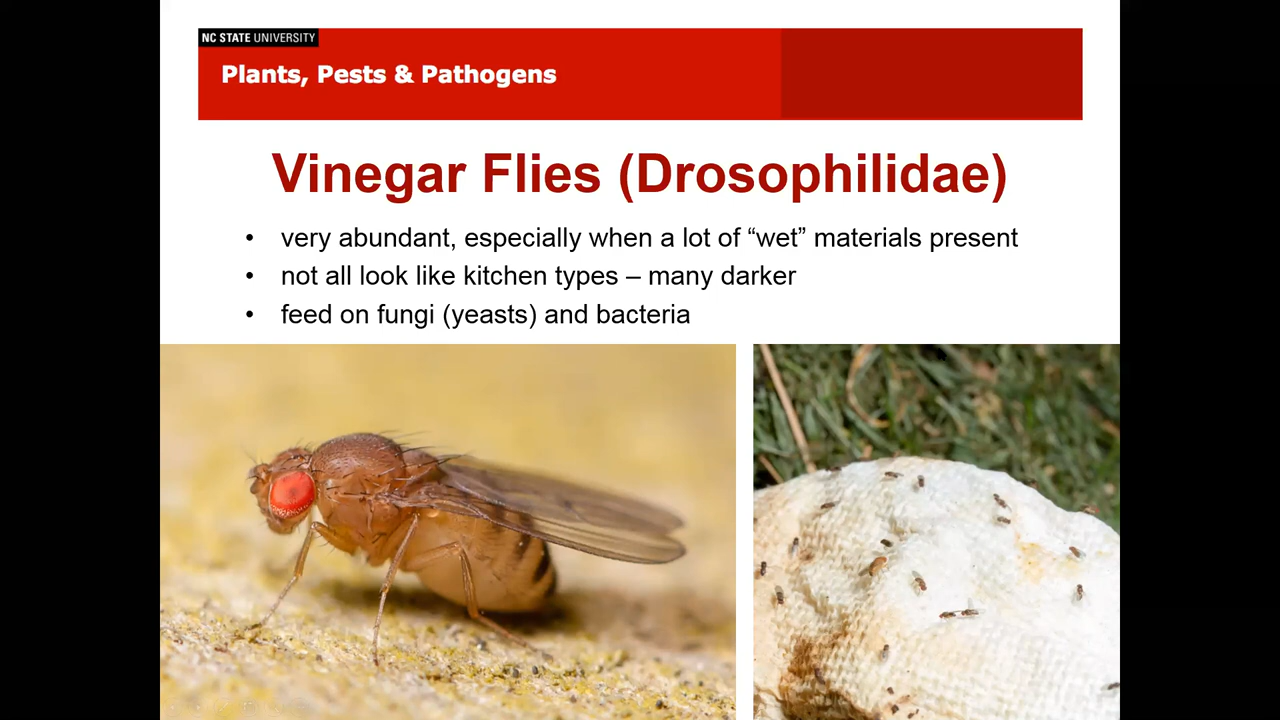 NC STATE UNIVERSITY
Plants, Pests & Pathogens
Vinegar Flies (Drosophilidae)
• very abundant, especially when a lot of “wet” materials present
• not all look like kitchen types – many darker
• feed on fungi (yeasts) and bacteria